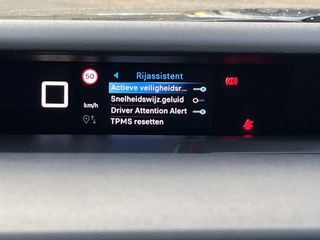 50
Rijassistent
Actieve veiligheidsr...
Snelheidswijz.geluid
km/h
Driver Attention Alert
TPMS resetten